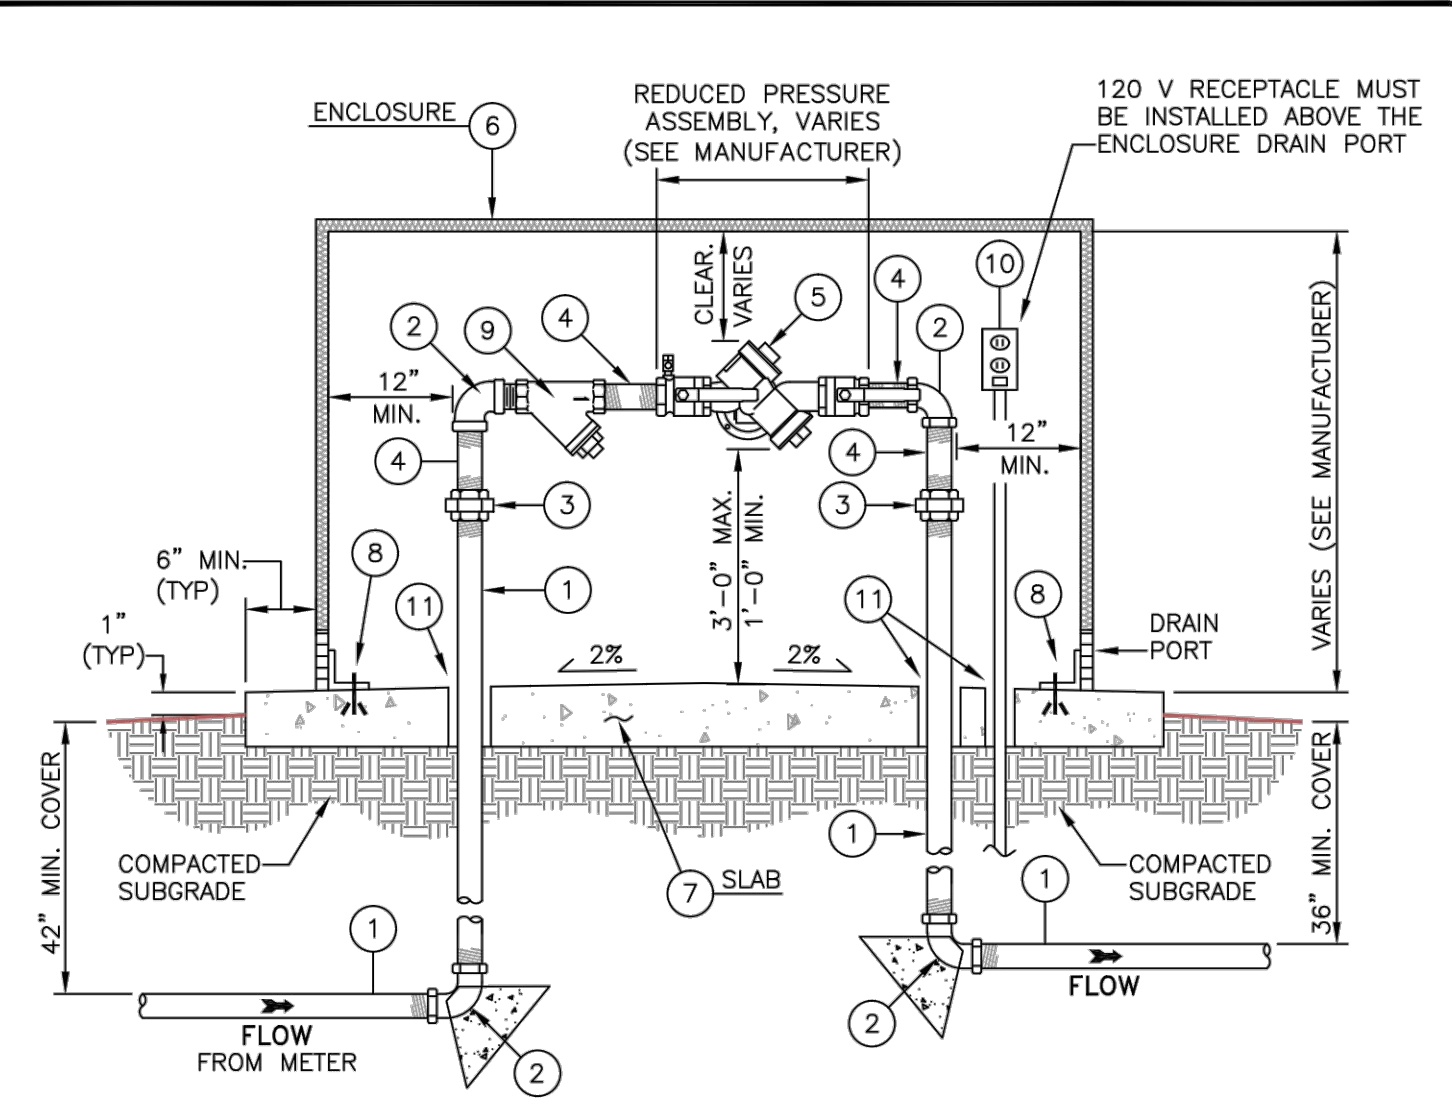 ENCLOSURE
6
REDUCED PRESSURE
ASSEMBLY, VARIES
(SEE MANUFACTURER)
120 V RECEPTACLE MUST
BE INSTALLED ABOVE THE
ENCLOSURE DRAIN PORT
CLEAR.
VARIES
10
4
5
2
9
4
2
12"
MIN.
4
3
12"
MIN.
4
3
VARIES (SEE MANUFACTURER)
6" MIN.
(TYP)
8
1
11
3'-0" MAX.
1'-0" MIN.
11
8
1"
(TYP)
2%
2%
DRAIN
PORT
42" MIN. COVER
36" MIN. COVER
COMPACTED
SUBGRADE
7
SLAB
1
1
COMPACTED
SUBGRADE
1
FLOW
FROM METER
2
2
FLOW